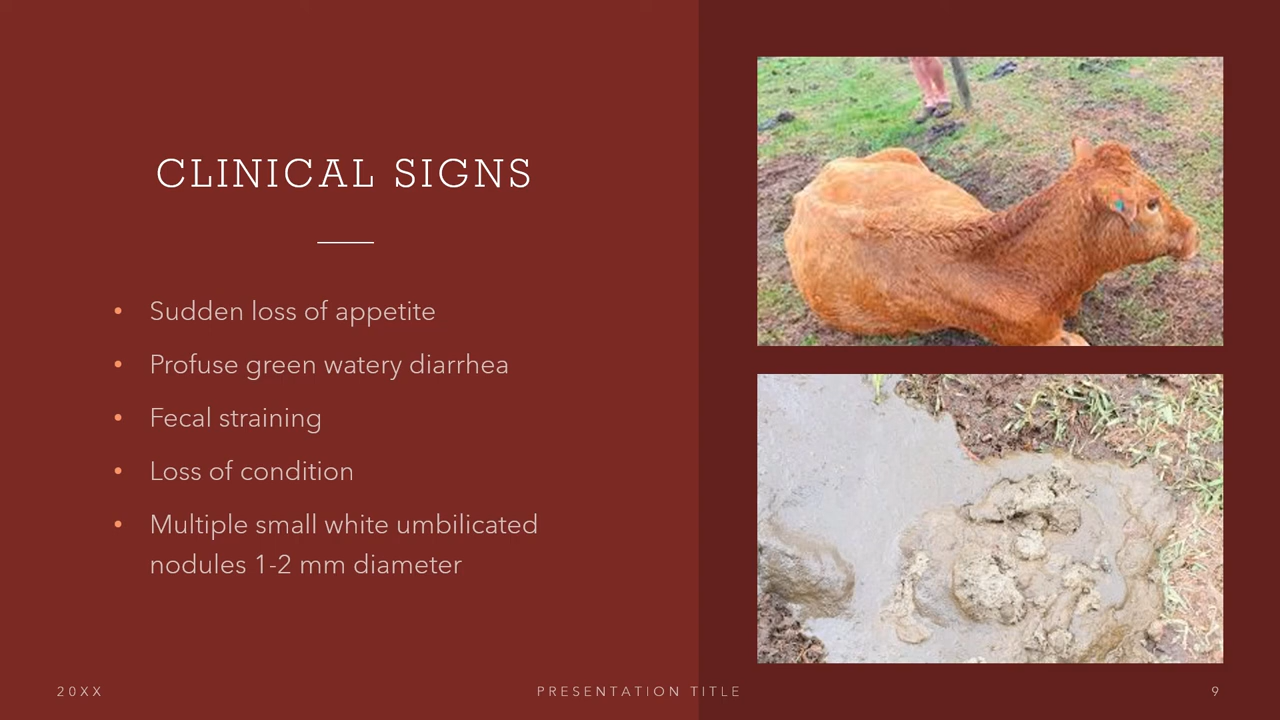 CLINICAL SIGNS
• Sudden loss of appetite
• Profuse green watery diarrhea
• Fecal straining
• Loss of condition
• Multiple small white umbilicated
nodules 1-2 mm diameter
20XX
PRESENTATION TITLE
9